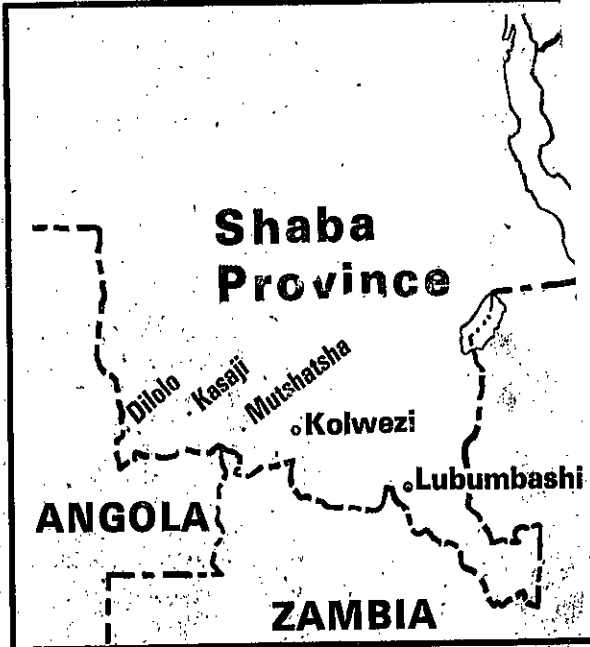 Shaba
Province
Dilolo
Kasaji
Mutshatsha
Kolwezi
Lubumbashi
ANGOLA
ZAMBIA